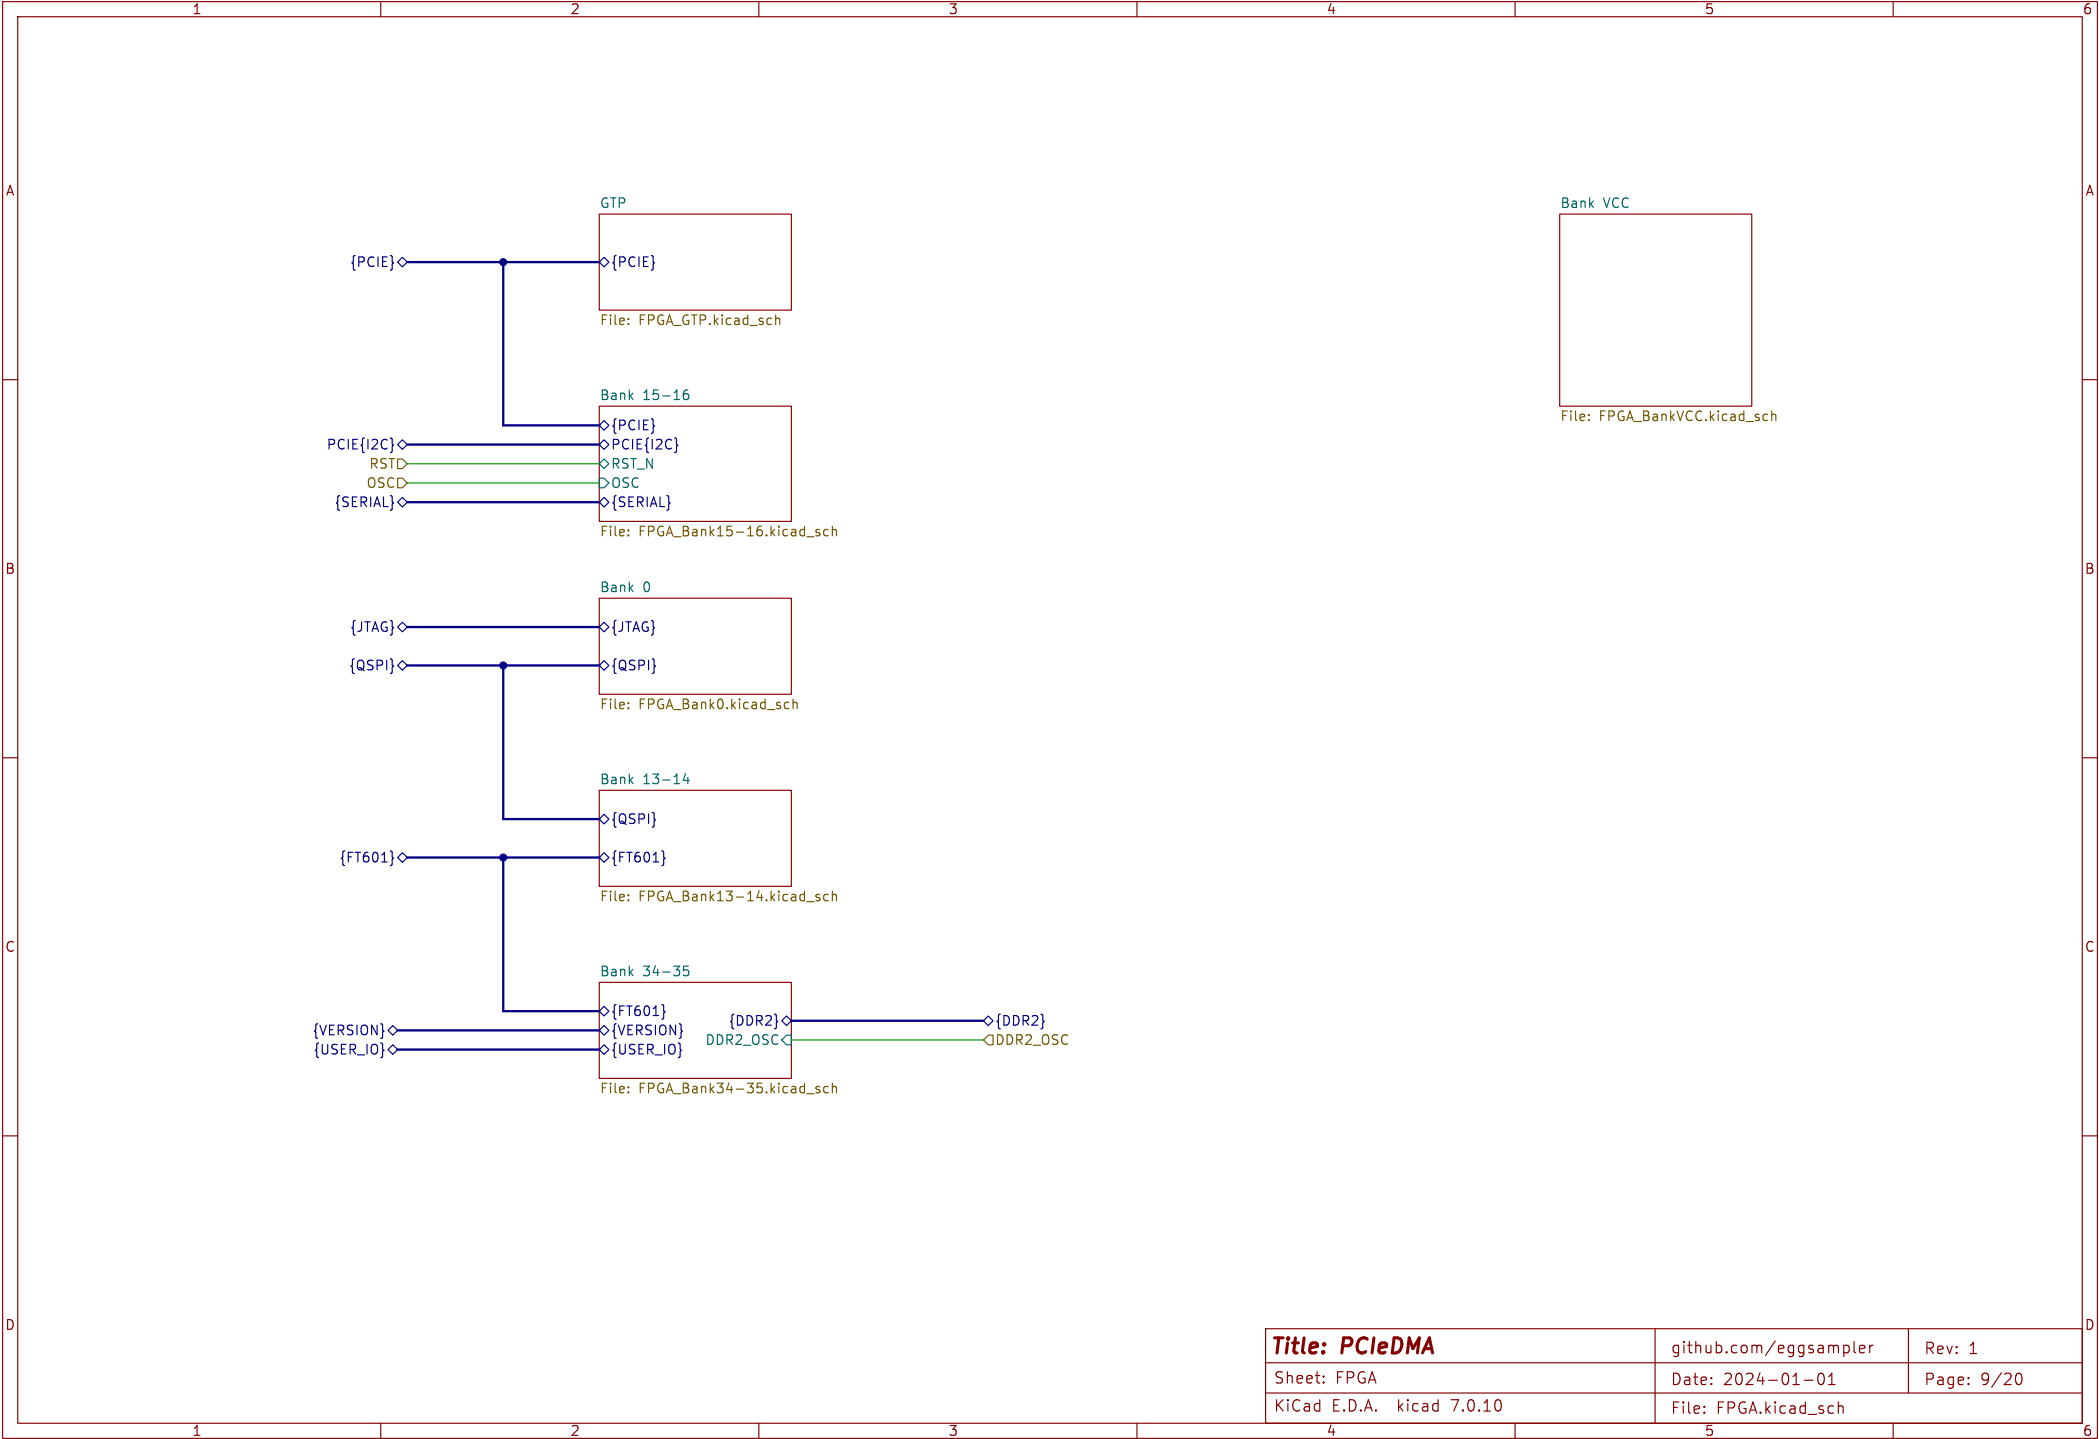 1 2 3 4 5 6
A A
GTP
{PCIE} {PCIE}
File: FPGA_GTP.kicad_sch
Bank VCC
File: FPGA_BankVCC.kicad_sch
Bank 15-16
{PCIE}
PCIE{I2C} PCIE{I2C}
RST RST_N
OSC OSC
{SERIAL} {SERIAL}
File: FPGA_Bank15-16.kicad_sch
B B
Bank 0
{JTAG} {JTAG}
{QSPI} {QSPI}
File: FPGA_Bank0.kicad_sch
Bank 13-14
{QSPI}
{FT601} {FT601}
File: FPGA_Bank13-14.kicad_sch
C C
Bank 34-35
{FT601}
{DDR2} {DDR2}
{VERSION} {VERSION}
DDR2_OSC DDR2_OSC
{USER_IO} {USER_IO}
File: FPGA_Bank34-35.kicad_sch
D D
Title: PCIeDMA
github.com/eggsampler
Rev: 1
Sheet: FPGA
Date: 2024-01-01
Page: 9/20
KiCad E.D.A. kicad 7.0.10
File: FPGA.kicad_sch
1 2 3 4 5 6